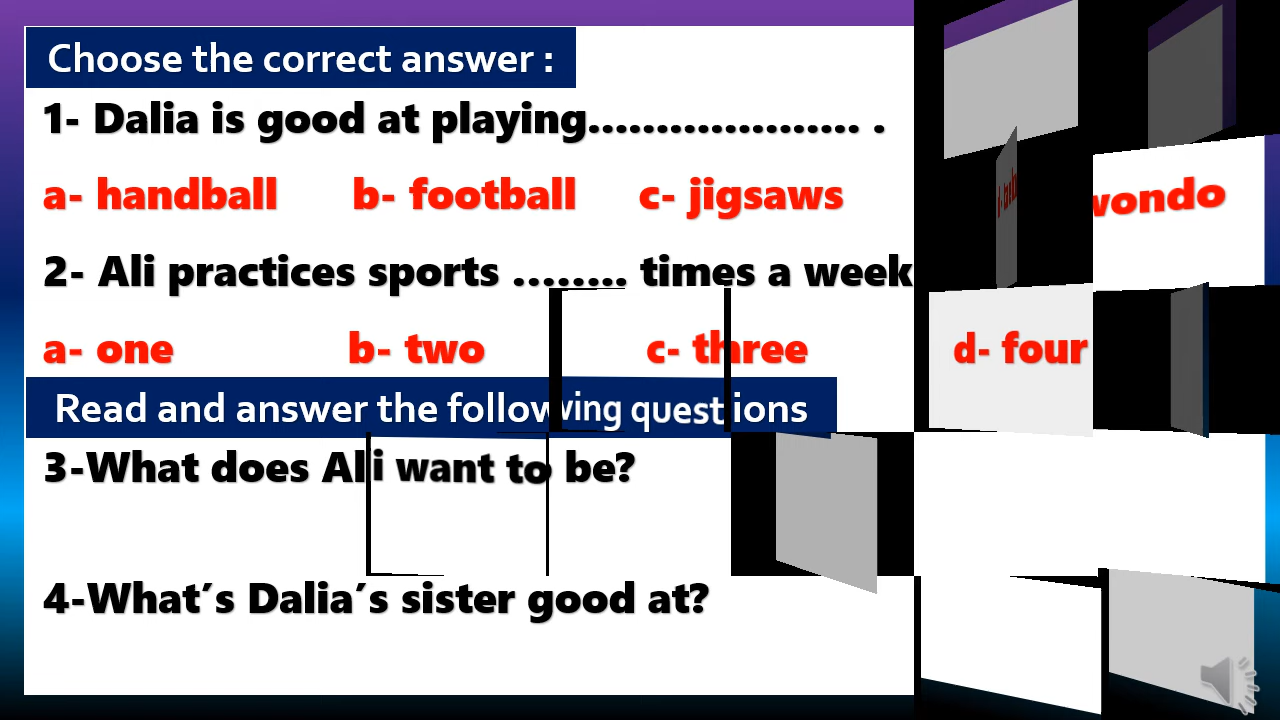 Choose the correct answer :
1- Dalia is good at playing.................... .
a- handball b- football c- jigsaws
2- Ali practices sports ........ times a week
a- one b- two c- three d- four
Read and answer the following questions
3-What does Ali want to be?
4-What's Dalia's sister good at?